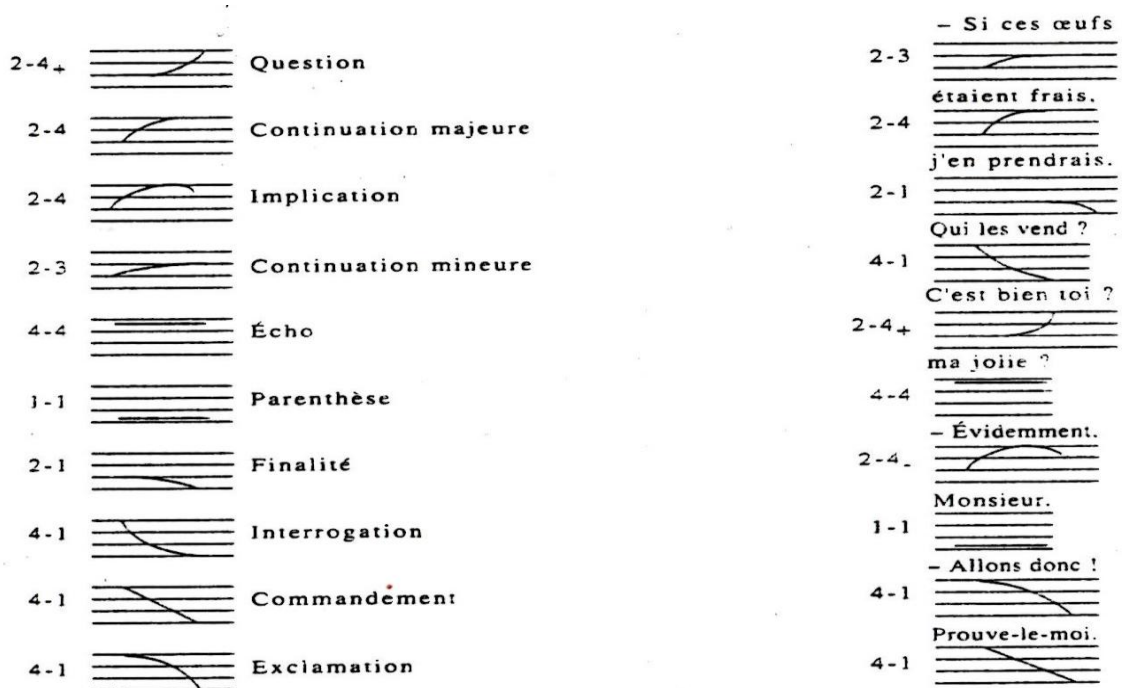 2-4+ Question
2-4 Continuation majeure
2-4 Implication
2-3 Continuation mineure
4-4 Écho
1-1 Parenthèse
2-1 Finalité
4-1 Interrogation
4-1 Commandement
4-1 Exclamation
– Si ces œufs
2-3
étaient frais.
2-4
j'en prendrais.
2-1
Qui les vend ?
4-1
C'est bien toi ?
2-4+
ma jolie ?
4-4
– Évidemment.
2-4-
Monsieur.
1-1
– Allons donc !
4-1
Prouve-le-moi.
4-1